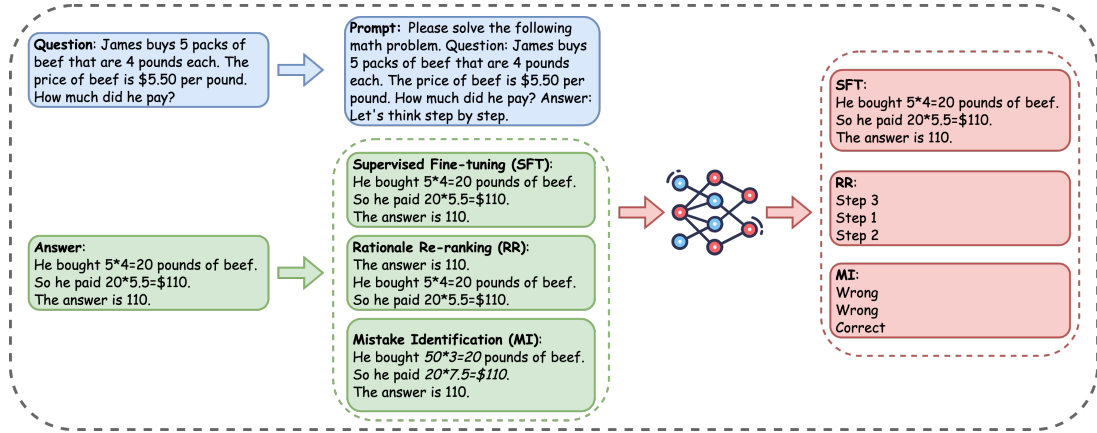 Question: James buys 5 packs of
beef that are 4 pounds each. The
price of beef is $5.50 per pound.
How much did he pay?
Prompt: Please solve the following
math problem. Question: James buys
5 packs of beef that are 4 pounds
each. The price of beef is $5.50 per
pound. How much did he pay? Answer:
Let's think step by step.
Answer:
He bought 5*4=20 pounds of beef.
So he paid 20*5.5=$110.
The answer is 110.
Supervised Fine-tuning (SFT):
He bought 5*4=20 pounds of beef.
So he paid 20*5.5=$110.
The answer is 110.
Rationale Re-ranking (RR):
The answer is 110.
He bought 5*4=20 pounds of beef.
So he paid 20*5.5=$110.
Mistake Identification (MI):
He bought 50*3=20 pounds of beef.
So he paid 20*7.5=$110.
The answer is 110.
SFT:
He bought 5*4=20 pounds of beef.
So he paid 20*5.5=$110.
The answer is 110.
RR:
Step 3
Step 1
Step 2
MI:
Wrong
Wrong
Correct